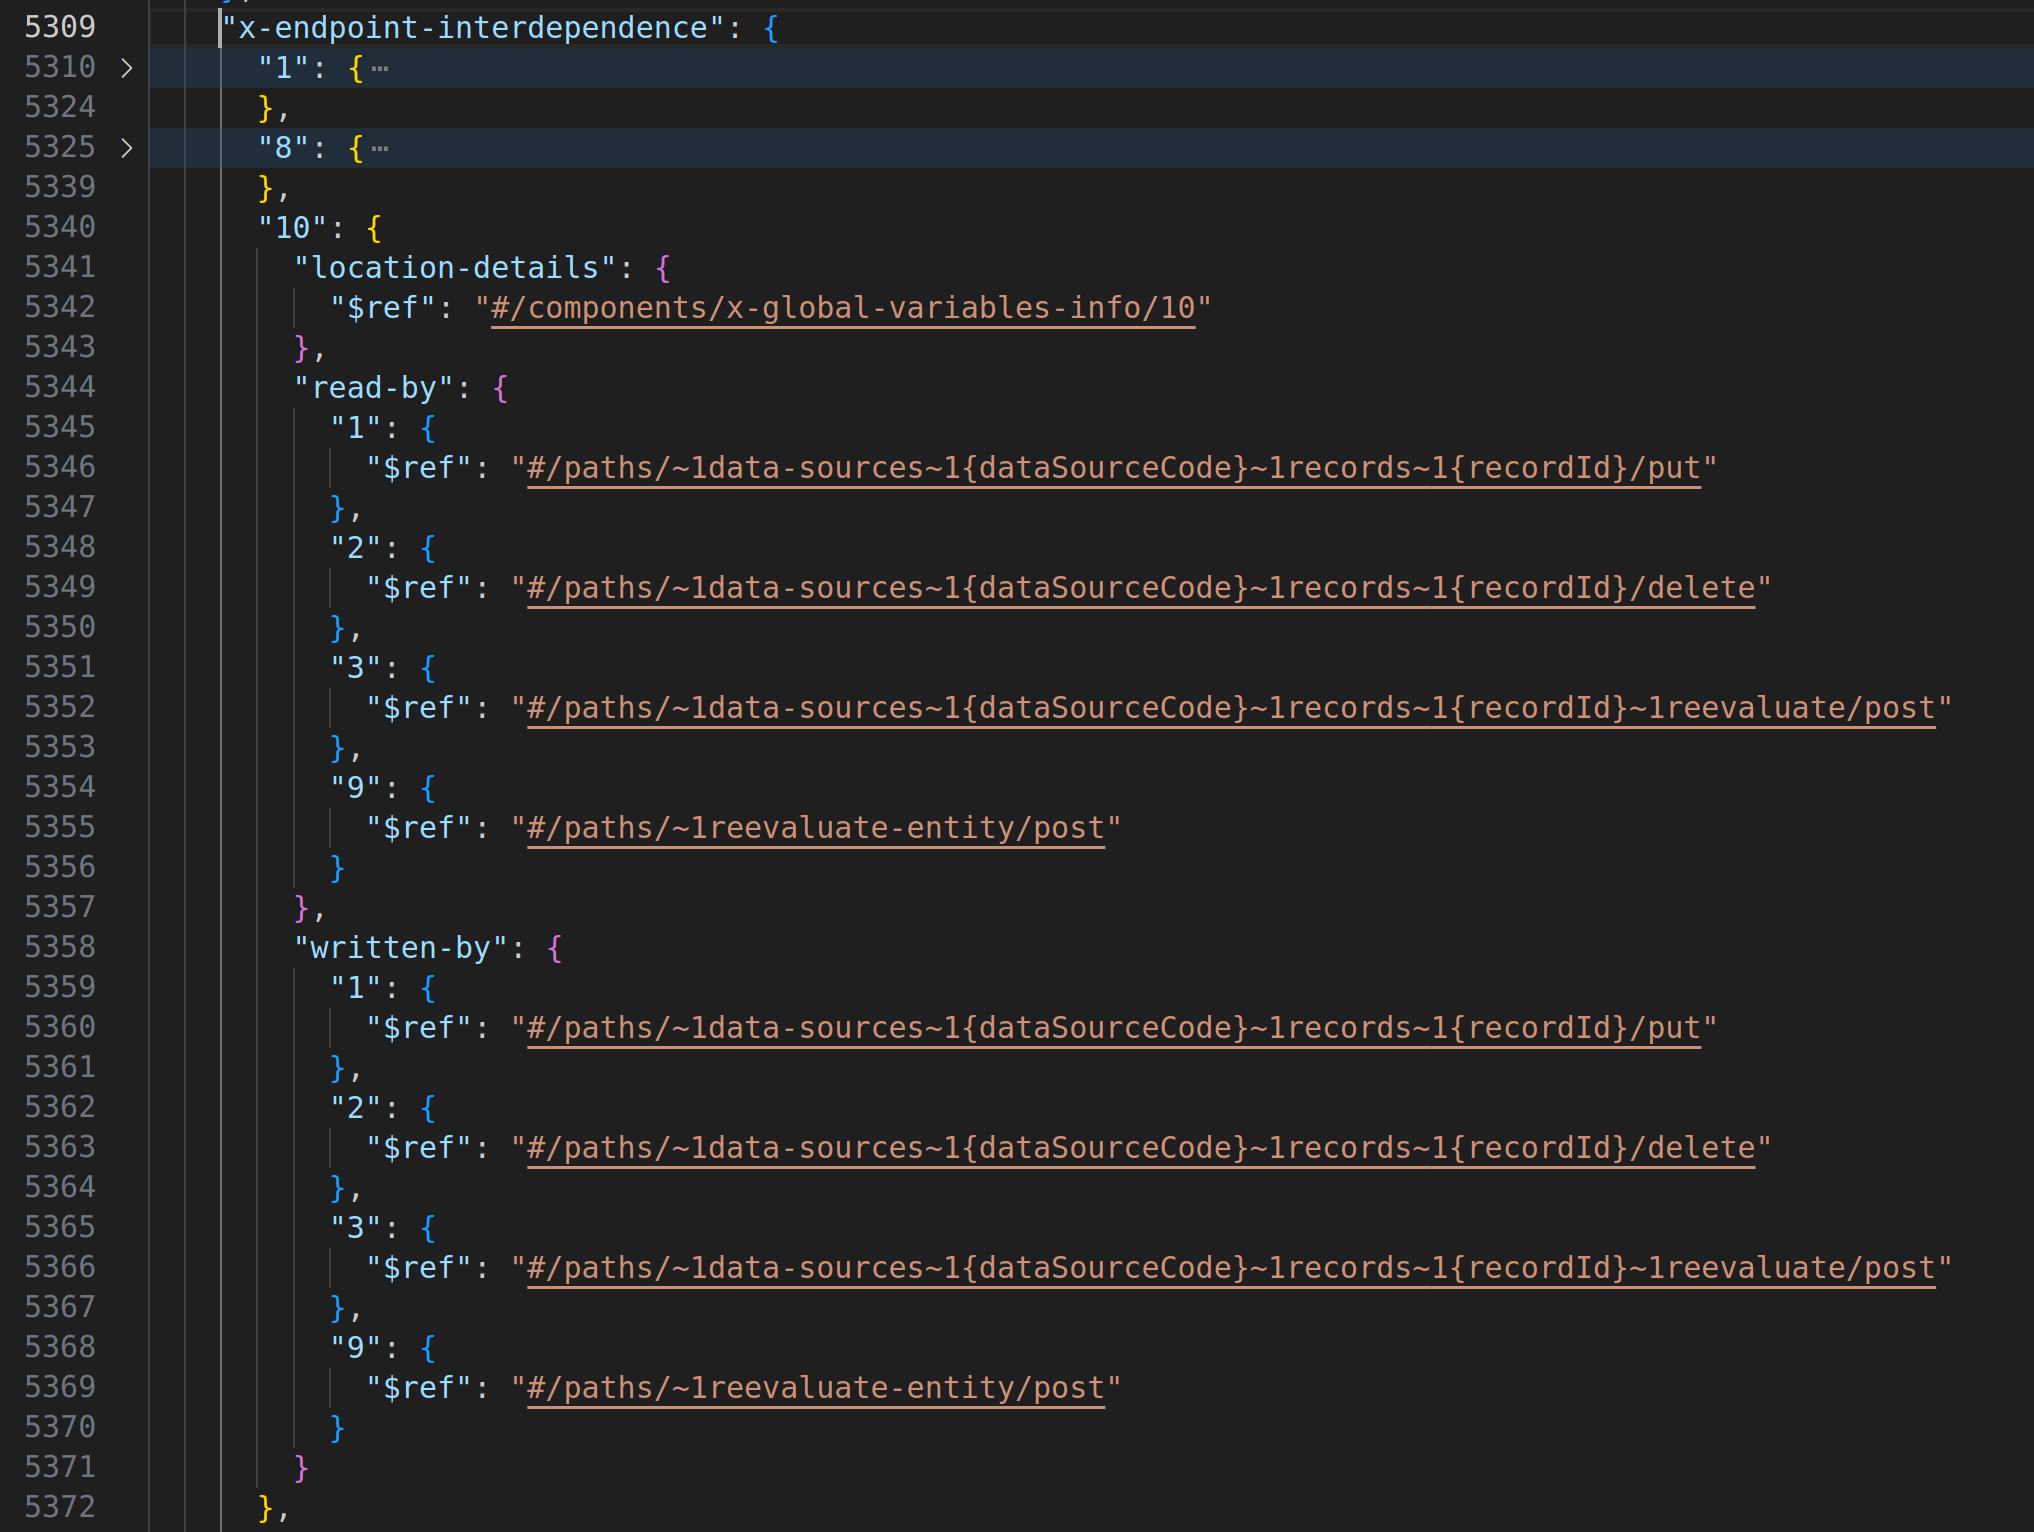 5309 "x-endpoint-interdependence": {
5310 > "1": { ⋯
5324 },
5325 > "8": { ⋯
5339 },
5340 "10": {
5341 "location-details": {
5342 "$ref": "#/components/x-global-variables-info/10"
5343 },
5344 "read-by": {
5345 "1": {
5346 "$ref": "#/paths/~1data-sources~1{dataSourceCode}~1records~1{recordId}/put"
5347 },
5348 "2": {
5349 "$ref": "#/paths/~1data-sources~1{dataSourceCode}~1records~1{recordId}/delete"
5350 },
5351 "3": {
5352 "$ref": "#/paths/~1data-sources~1{dataSourceCode}~1records~1{recordId}~1reevaluate/post"
5353 },
5354 "9": {
5355 "$ref": "#/paths/~1reevaluate-entity/post"
5356 }
5357 },
5358 "written-by": {
5359 "1": {
5360 "$ref": "#/paths/~1data-sources~1{dataSourceCode}~1records~1{recordId}/put"
5361 },
5362 "2": {
5363 "$ref": "#/paths/~1data-sources~1{dataSourceCode}~1records~1{recordId}/delete"
5364 },
5365 "3": {
5366 "$ref": "#/paths/~1data-sources~1{dataSourceCode}~1records~1{recordId}~1reevaluate/post"
5367 },
5368 "9": {
5369 "$ref": "#/paths/~1reevaluate-entity/post"
5370 }
5371 }
5372 },